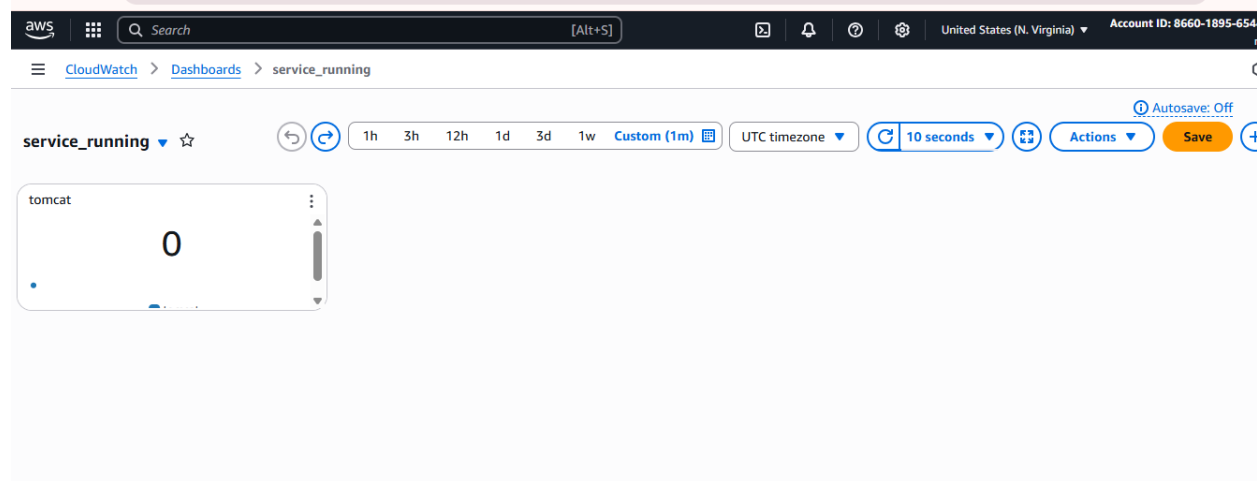 aws Search [Alt+S] United States (N. Virginia) Account ID: 8660-1895-654
CloudWatch > Dashboards > service_running
Autosave: Off
service_running 1h 3h 12h 1d 3d 1w Custom (1m) UTC timezone 10 seconds Actions Save
tomcat
0